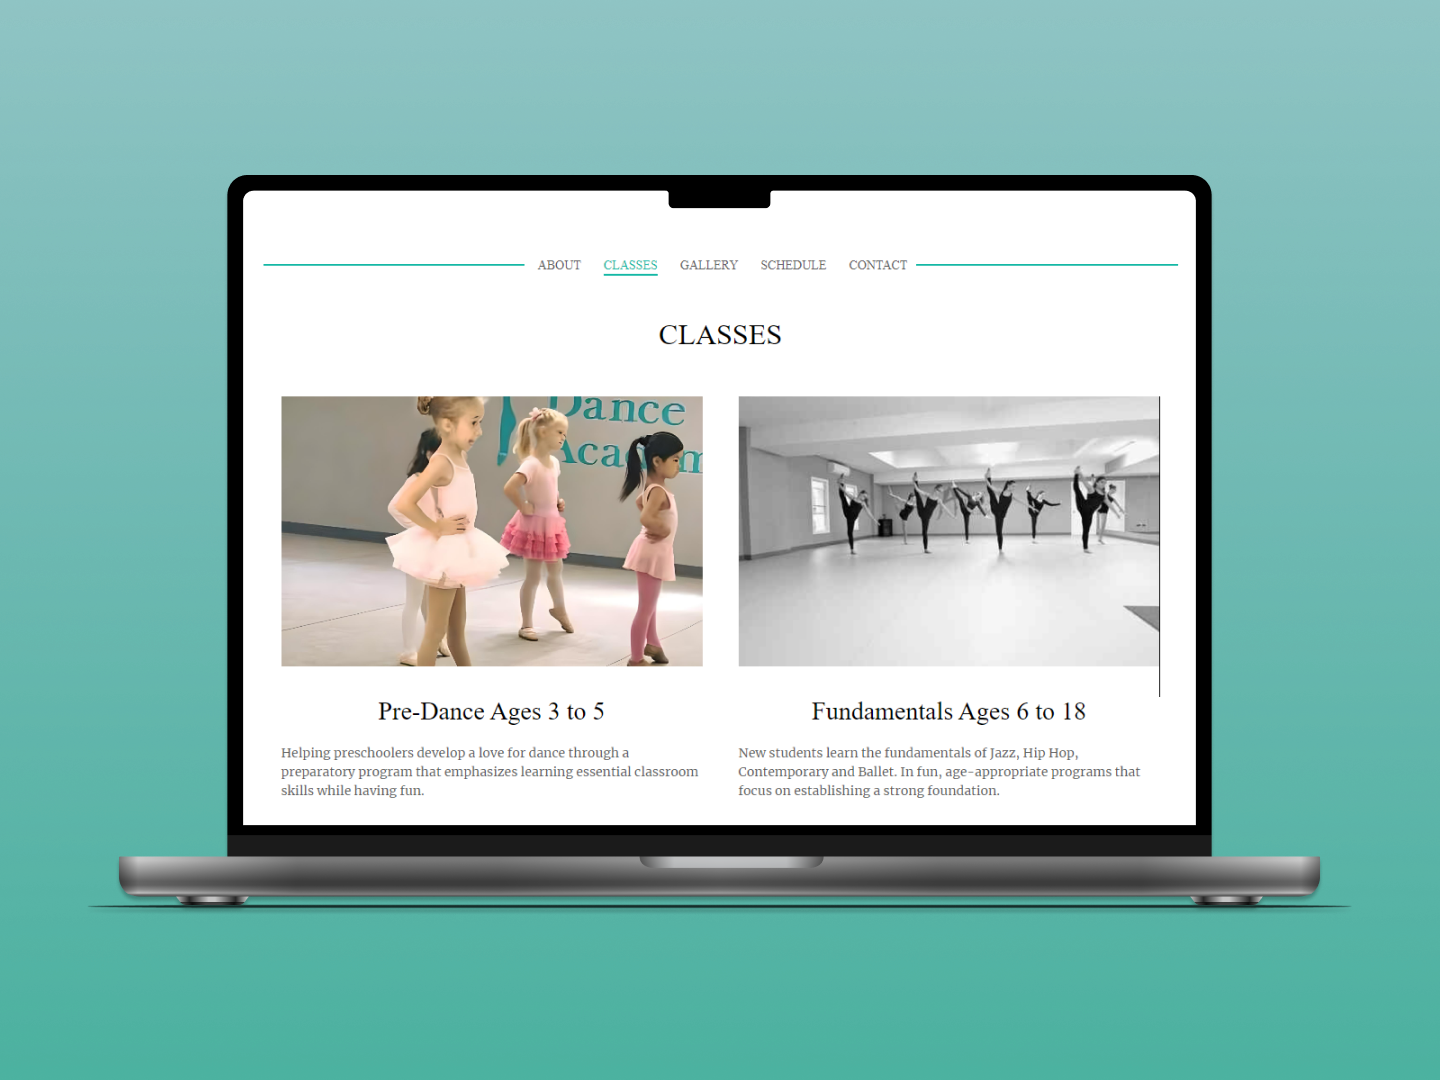 ABOUT CLASSES GALLERY SCHEDULE CONTACT
CLASSES
Dance
Academ
Pre-Dance Ages 3 to 5
Helping preschoolers develop a love for dance through a
preparatory program that emphasizes learning essential classroom
skills while having fun.
Fundamentals Ages 6 to 18
New students learn the fundamentals of Jazz, Hip Hop,
Contemporary and Ballet. In fun, age-appropriate programs that
focus on establishing a strong foundation.